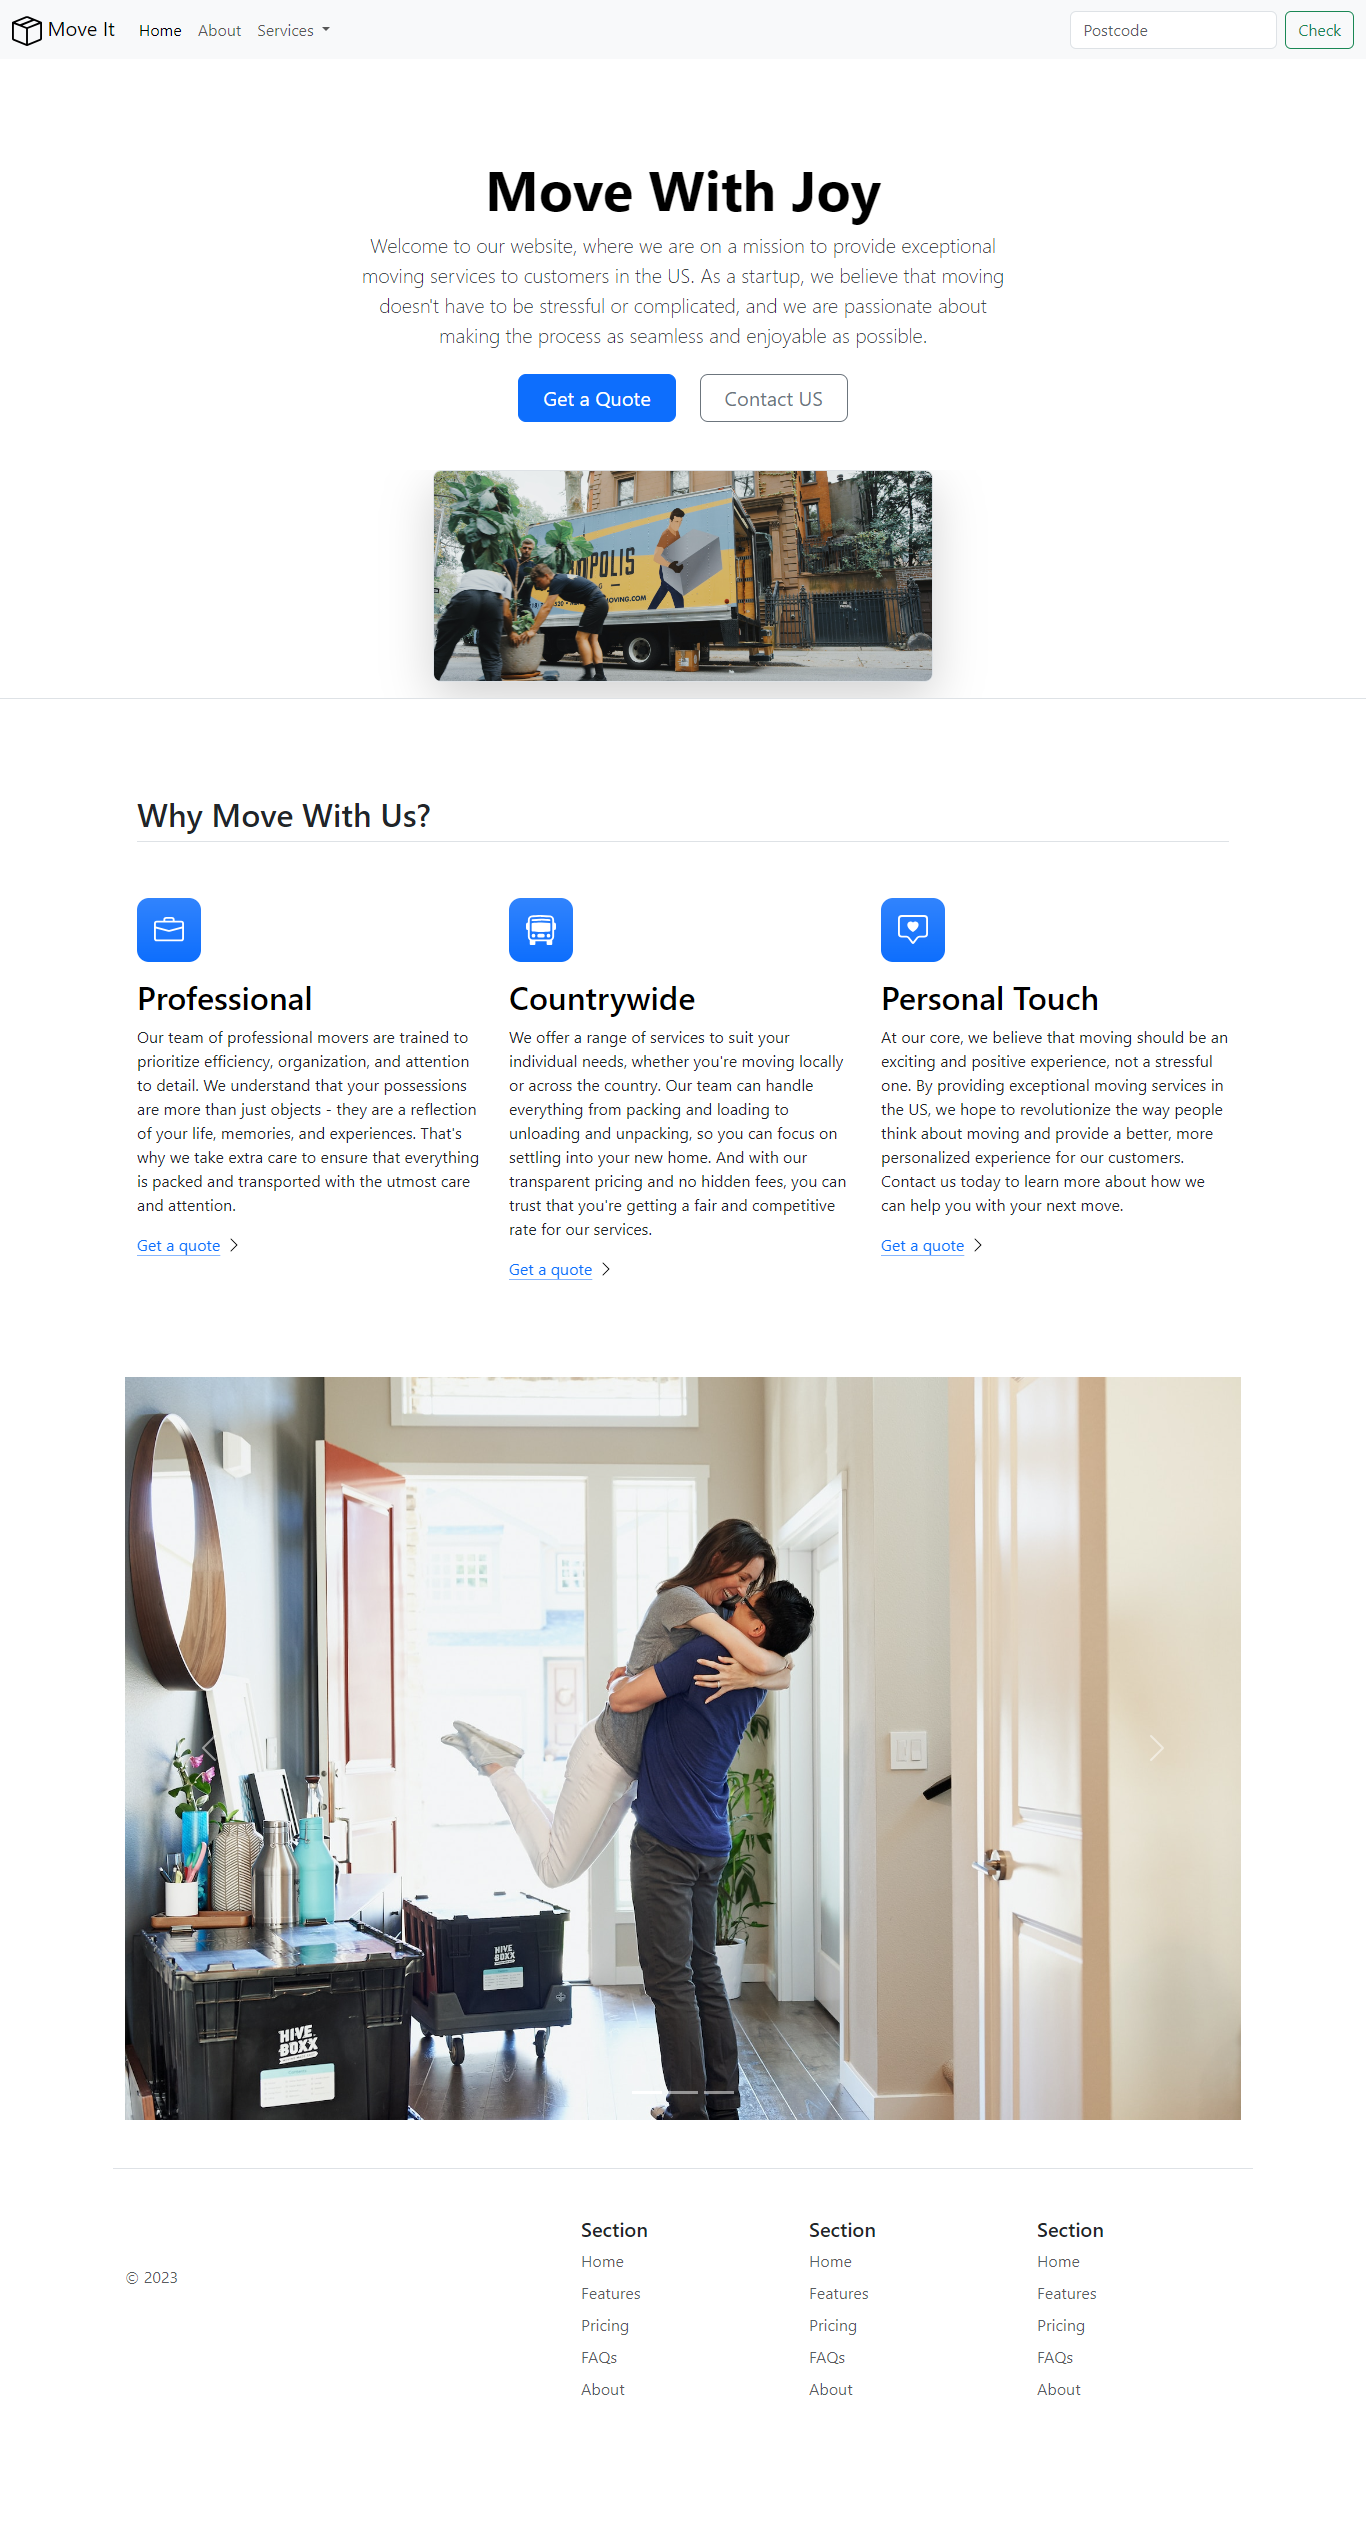 Move It
Home
About
Services
Postcode
Check
Move With Joy
Welcome to our website, where we are on a mission to provide exceptional
moving services to customers in the US. As a startup, we believe that moving
doesn't have to be stressful or complicated, and we are passionate about
making the process as seamless and enjoyable as possible.
Get a Quote
Contact US
MOVING.COM
Why Move With Us?
Professional
Our team of professional movers are trained to
prioritize efficiency, organization, and attention
to detail. We understand that your possessions
are more than just objects - they are a reflection
of your life, memories, and experiences. That's
why we take extra care to ensure that everything
is packed and transported with the utmost care
and attention.
Get a quote
Countrywide
We offer a range of services to suit your
individual needs, whether you're moving locally
or across the country. Our team can handle
everything from packing and loading to
unloading and unpacking, so you can focus on
settling into your new home. And with our
transparent pricing and no hidden fees, you can
trust that you're getting a fair and competitive
rate for our services.
Get a quote
Personal Touch
At our core, we believe that moving should be an
exciting and positive experience, not a stressful
one. By providing exceptional moving services in
the US, we hope to revolutionize the way people
think about moving and provide a better, more
personalized experience for our customers.
Contact us today to learn more about how we
can help you with your next move.
Get a quote
HIVE
BOXX
HIVE
BOXX
© 2023
Section
Home
Features
Pricing
FAQs
About
Section
Home
Features
Pricing
FAQs
About
Section
Home
Features
Pricing
FAQs
About